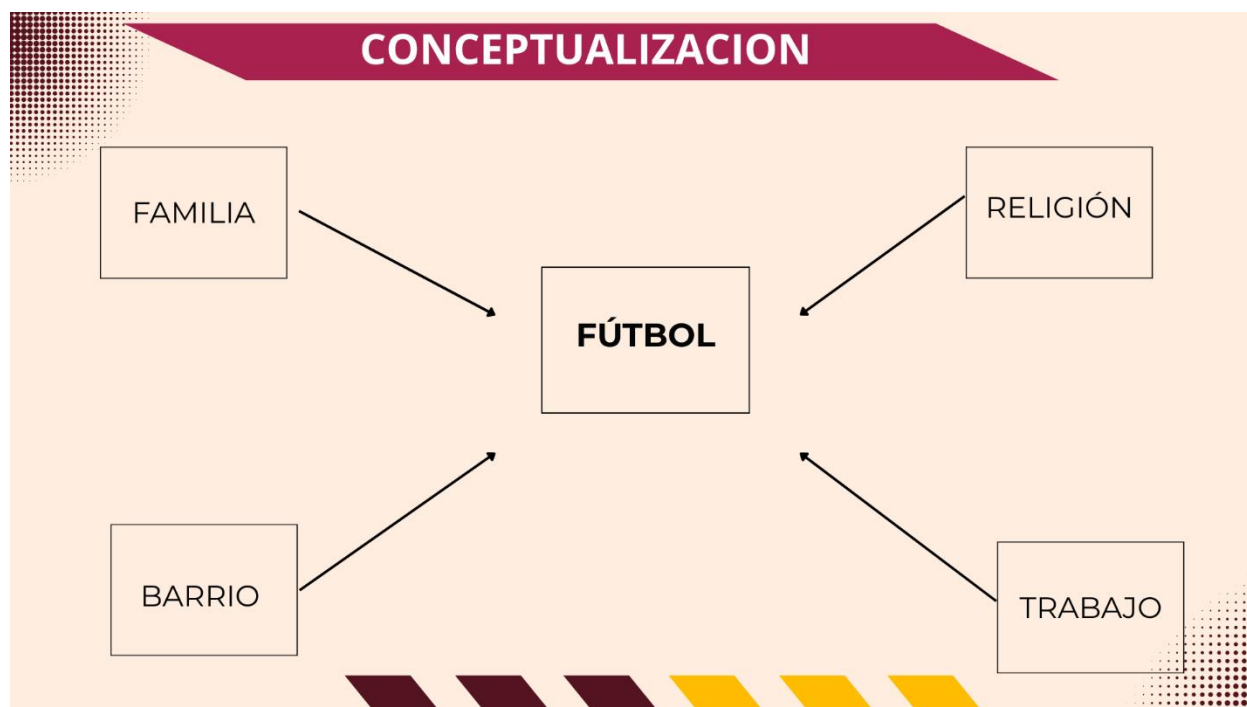 CONCEPTUALIZACION
FAMILIA
RELIGIÓN
FÚTBOL
BARRIO
TRABAJO